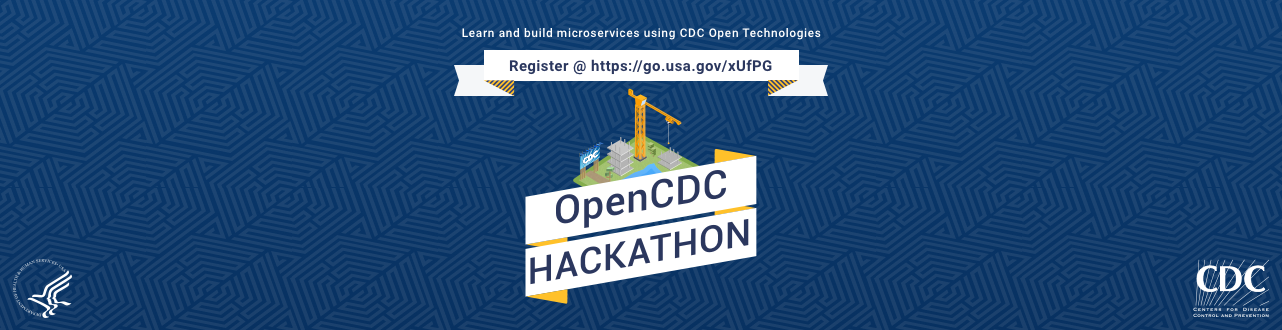 Learn and build microservices using CDC Open Technologies
Register @ https://go.usa.gov/xUfPG
CDC
OpenCDC
HACKATHON
CDC
CENTERS FOR DISEASE
CONTROL AND PREVENTION